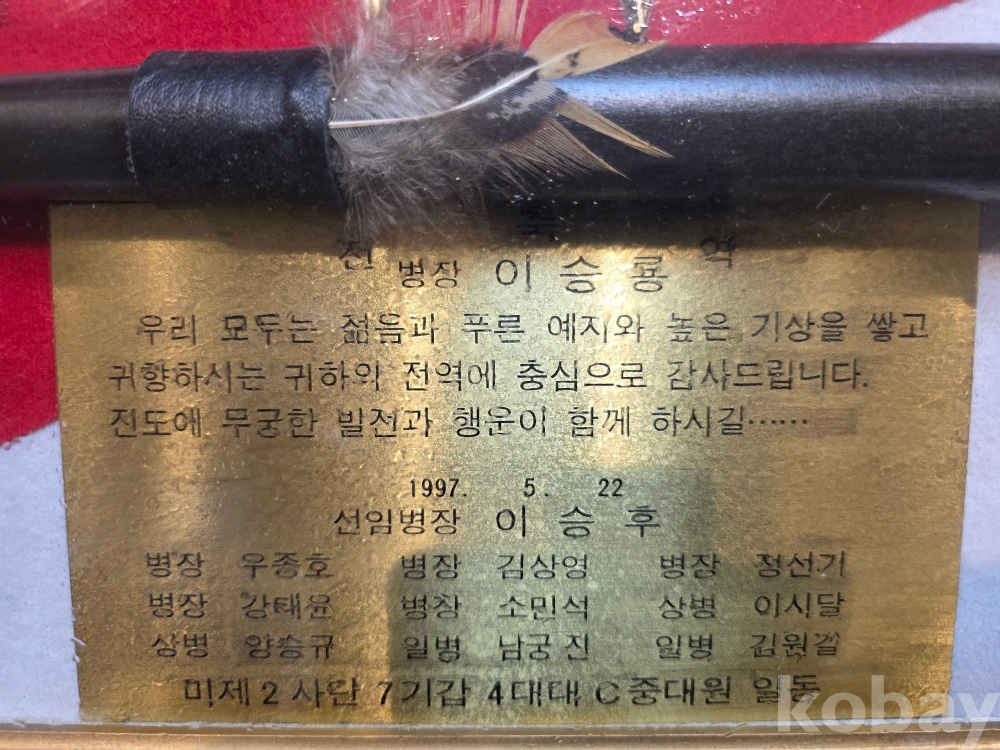 축
전 역
병장 이승룡
우리 모두는 젊음과 푸른 예지와 높은 기상을 쌓고
귀향하시는 귀하의 전역에 충심으로 감사드립니다.
진도에 무궁한 발전과 행운이 함께 하시길……
1997. 5. 22
선임병장 이승후
병장 우종호 병장 김상영 병장 정선기
병장 강태윤 병장 소민석 상병 이시달
상병 양승규 일병 남궁진 일병 김원걸
미제2사단 7기갑 4대대 C중대원 일동
kobay